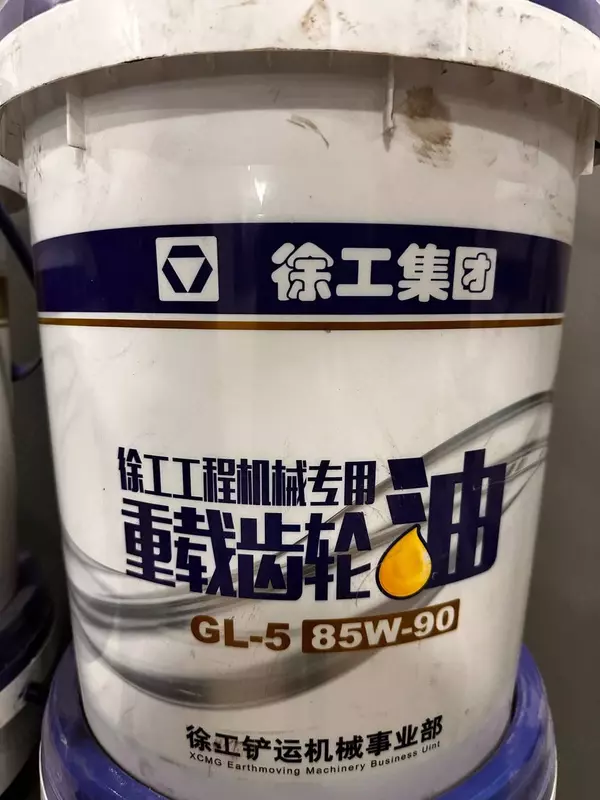 徐工集团
徐工工程机械专用
重载齿轮油
GL-5 85W-90
徐工铲运机械事业部
XCMG Earthmoving Machinery Business Uint